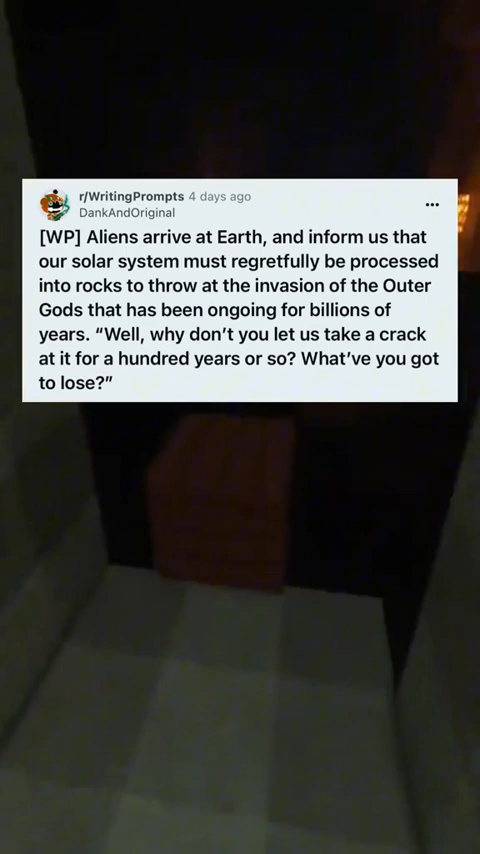 r/WritingPrompts 4 days ago
DankAndOriginal
[WP] Aliens arrive at Earth, and inform us that
our solar system must regretfully be processed
into rocks to throw at the invasion of the Outer
Gods that has been ongoing for billions of
years. “Well, why don’t you let us take a crack
at it for a hundred years or so? What’ve you got
to lose?”